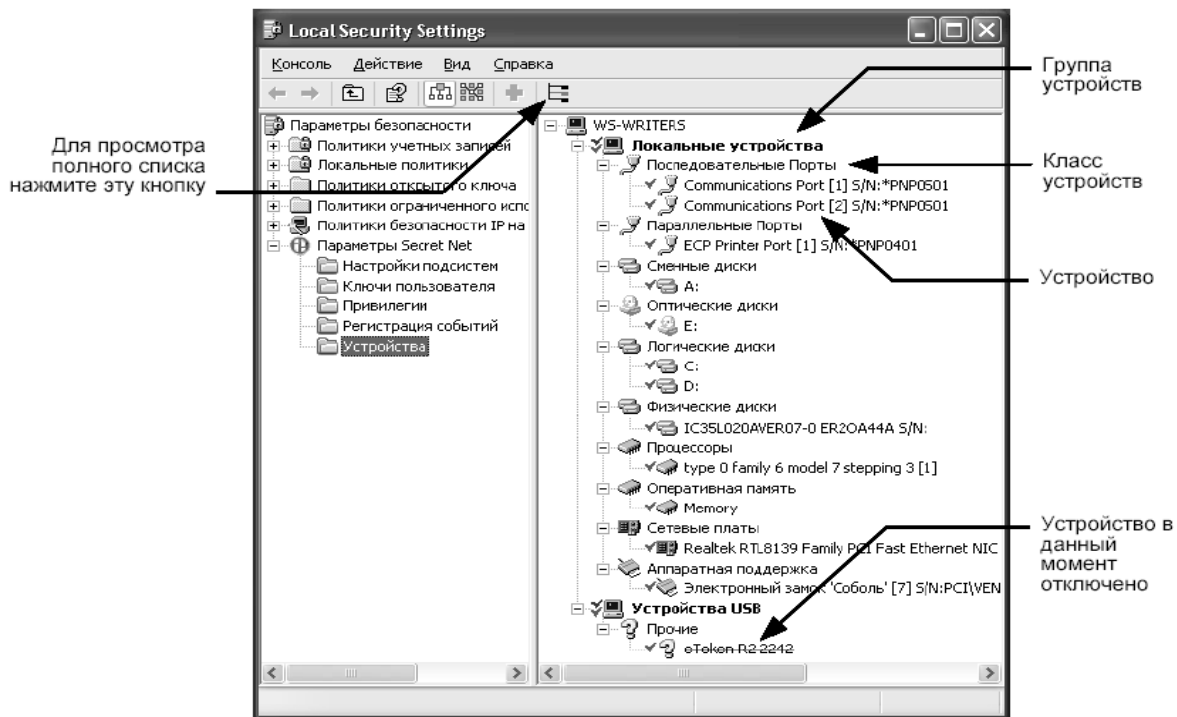 Local Security Settings
Консоль Действие Вид Справка
Для просмотра
полного списка
нажмите эту кнопку
Параметры безопасности
Политики учетных записей
Локальные политики
Политики открытого ключа
Политики ограниченного испо
Политики безопасности IP на
Параметры Secret Net
Настройки подсистем
Ключи пользователя
Привилегии
Регистрация событий
Устройства
WS-WRITERS
Локальные устройства
Последовательные Порты
Communications Port [1] S/N:*PNP0501
Communications Port [2] S/N:*PNP0501
Параллельные Порты
ECP Printer Port [1] S/N:*PNP0401
Сменные диски
A:
Оптические диски
E:
Логические диски
C:
D:
Физические диски
IC35L020AVER07-0 ER2OA44A S/N:
Процессоры
type 0 family 6 model 7 stepping 3 [1]
Оперативная память
Memory
Сетевые платы
Realtek RTL8139 Family PCI Fast Ethernet NIC
Аппаратная поддержка
Электронный замок 'Соболь' [7] S/N:PCI\VEN
Устройства USB
Прочие
eToken R2 2242
Группа
устройств
Класс
устройств
Устройство
Устройство в
данный
момент
отключено